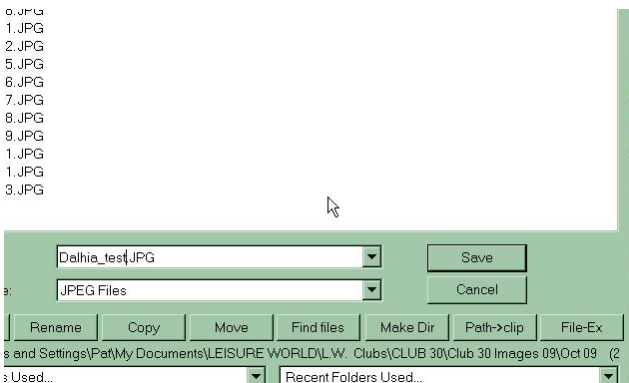 1.JPG
2.JPG
5.JPG
6.JPG
7.JPG
8.JPG
9.JPG
1.JPG
1.JPG
3.JPG
Dalhia_test.JPG Save
e: JPEG Files Cancel
Rename Copy Move Find files Make Dir Path->clip File-Ex
s and Settings\Pat\My Documents\LEISURE WORLD\L.W. Clubs\CLUB 30\Club 30 Images 09\Oct 09 (2
s Used... Recent Folders Used...